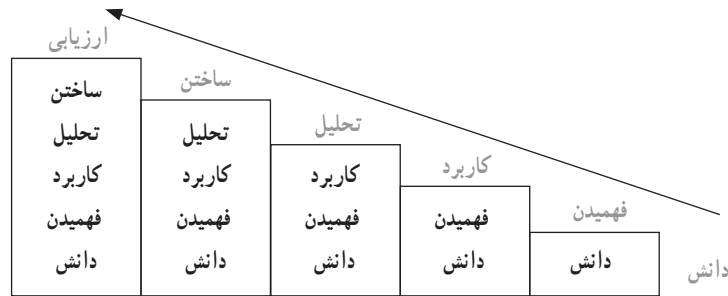 ارزیابی
ساختن
تحلیل
کاربرد
فهمیدن
دانش
ساختن
تحلیل
کاربرد
فهمیدن
دانش
تحلیل
کاربرد
فهمیدن
دانش
کاربرد
فهمیدن
دانش
فهمیدن
دانش
دانش